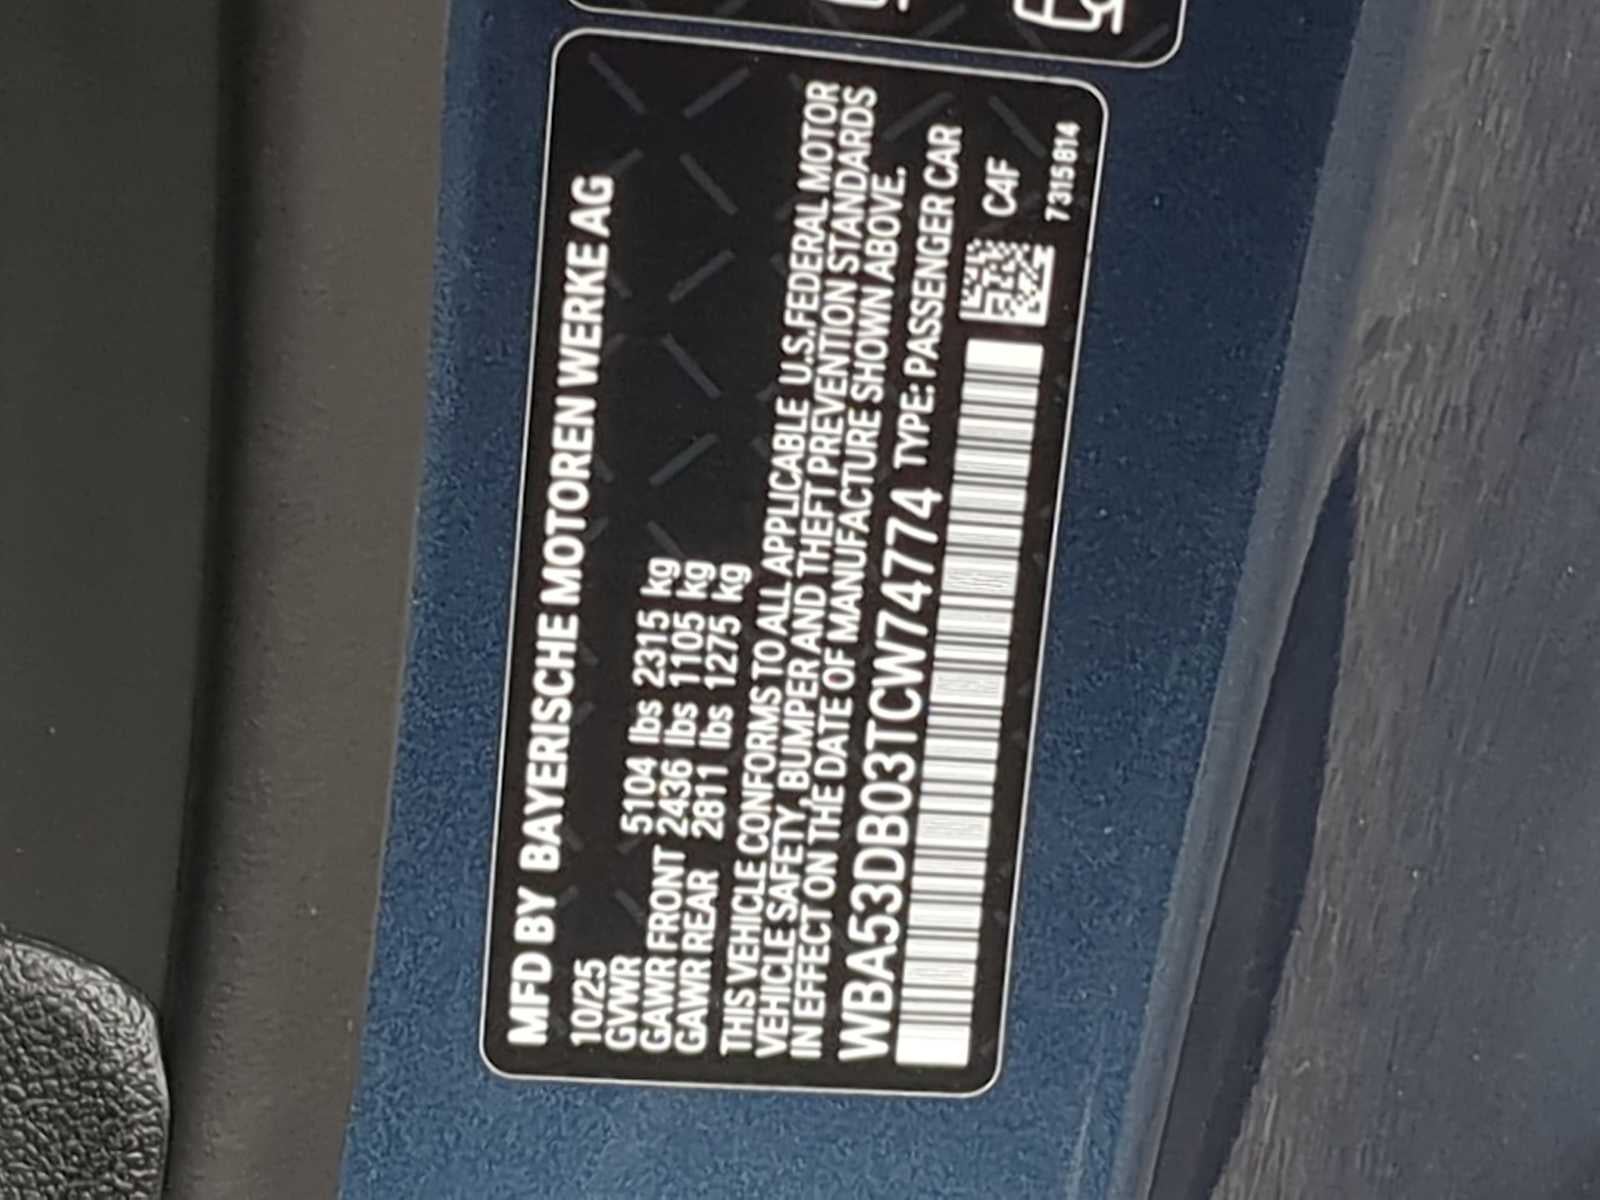 MFD BY BAYERISCHE MOTOREN WERKE AG
10/25
GVWR 5104 lbs 2315 kg
GAWR FRONT 2436 lbs 1105 kg
GAWR REAR 2811 lbs 1275 kg
THIS VEHICLE CONFORMS TO ALL APPLICABLE U.S.FEDERAL MOTOR
VEHICLE SAFETY, BUMPER AND THEFT PREVENTION STANDARDS
IN EFFECT ON THE DATE OF MANUFACTURE SHOWN ABOVE.
WBA53DB03TCW74774 TYPE: PASSENGER CAR
C4F
7315814